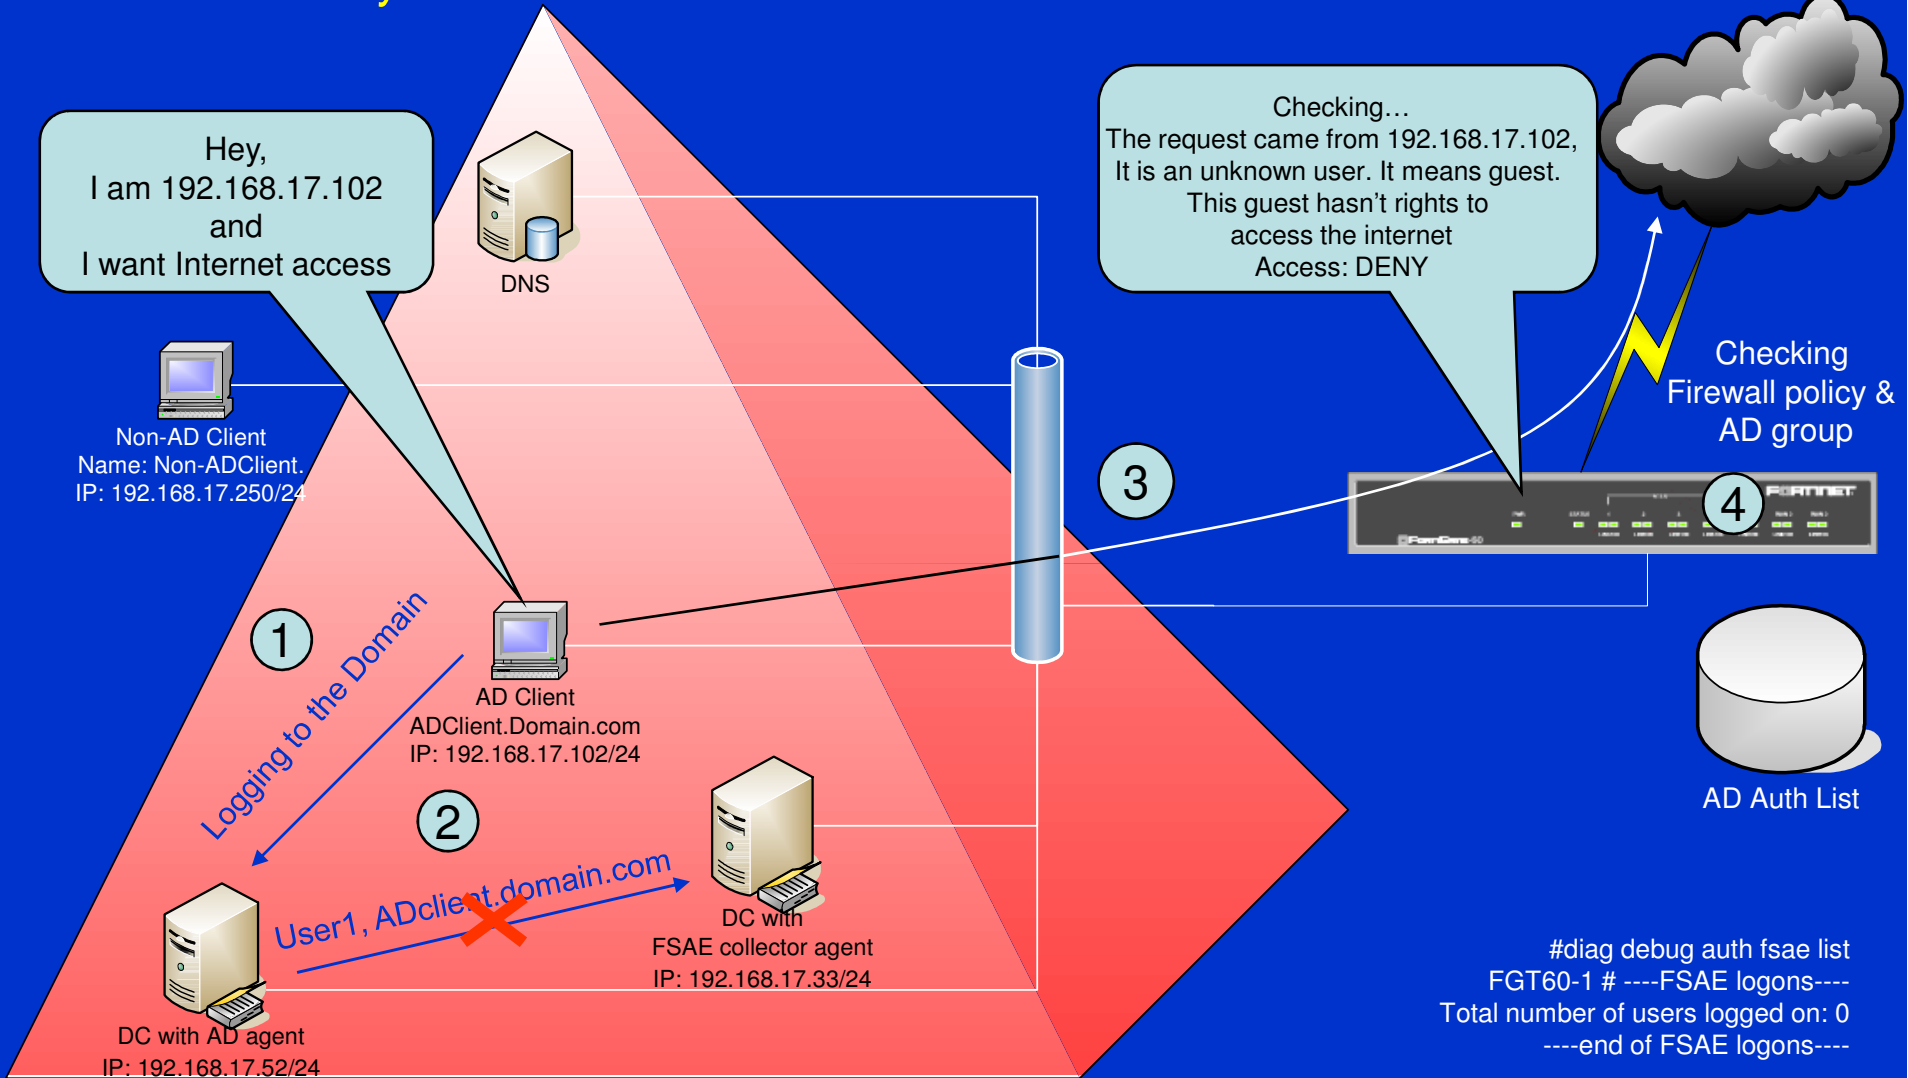 Hey,
I am 192.168.17.102
and
I want Internet access
Checking…
The request came from 192.168.17.102,
It is an unknown user. It means guest.
This guest hasn’t rights to
access the internet
Access: DENY
DNS
Non-AD Client
Name: Non-ADClient.
IP: 192.168.17.250/24
Checking
Firewall policy &
AD group
3
4
FORTINET
1
Logging to the Domain
AD Client
ADClient.Domain.com
IP: 192.168.17.102/24
2
User1, ADclient.domain.com
DC with
FSAE collector agent
IP: 192.168.17.33/24
DC with AD agent
IP: 192.168.17.52/24
AD Auth List
#diag debug auth fsae list
FGT60-1 # ----FSAE logons----
Total number of users logged on: 0
----end of FSAE logons----